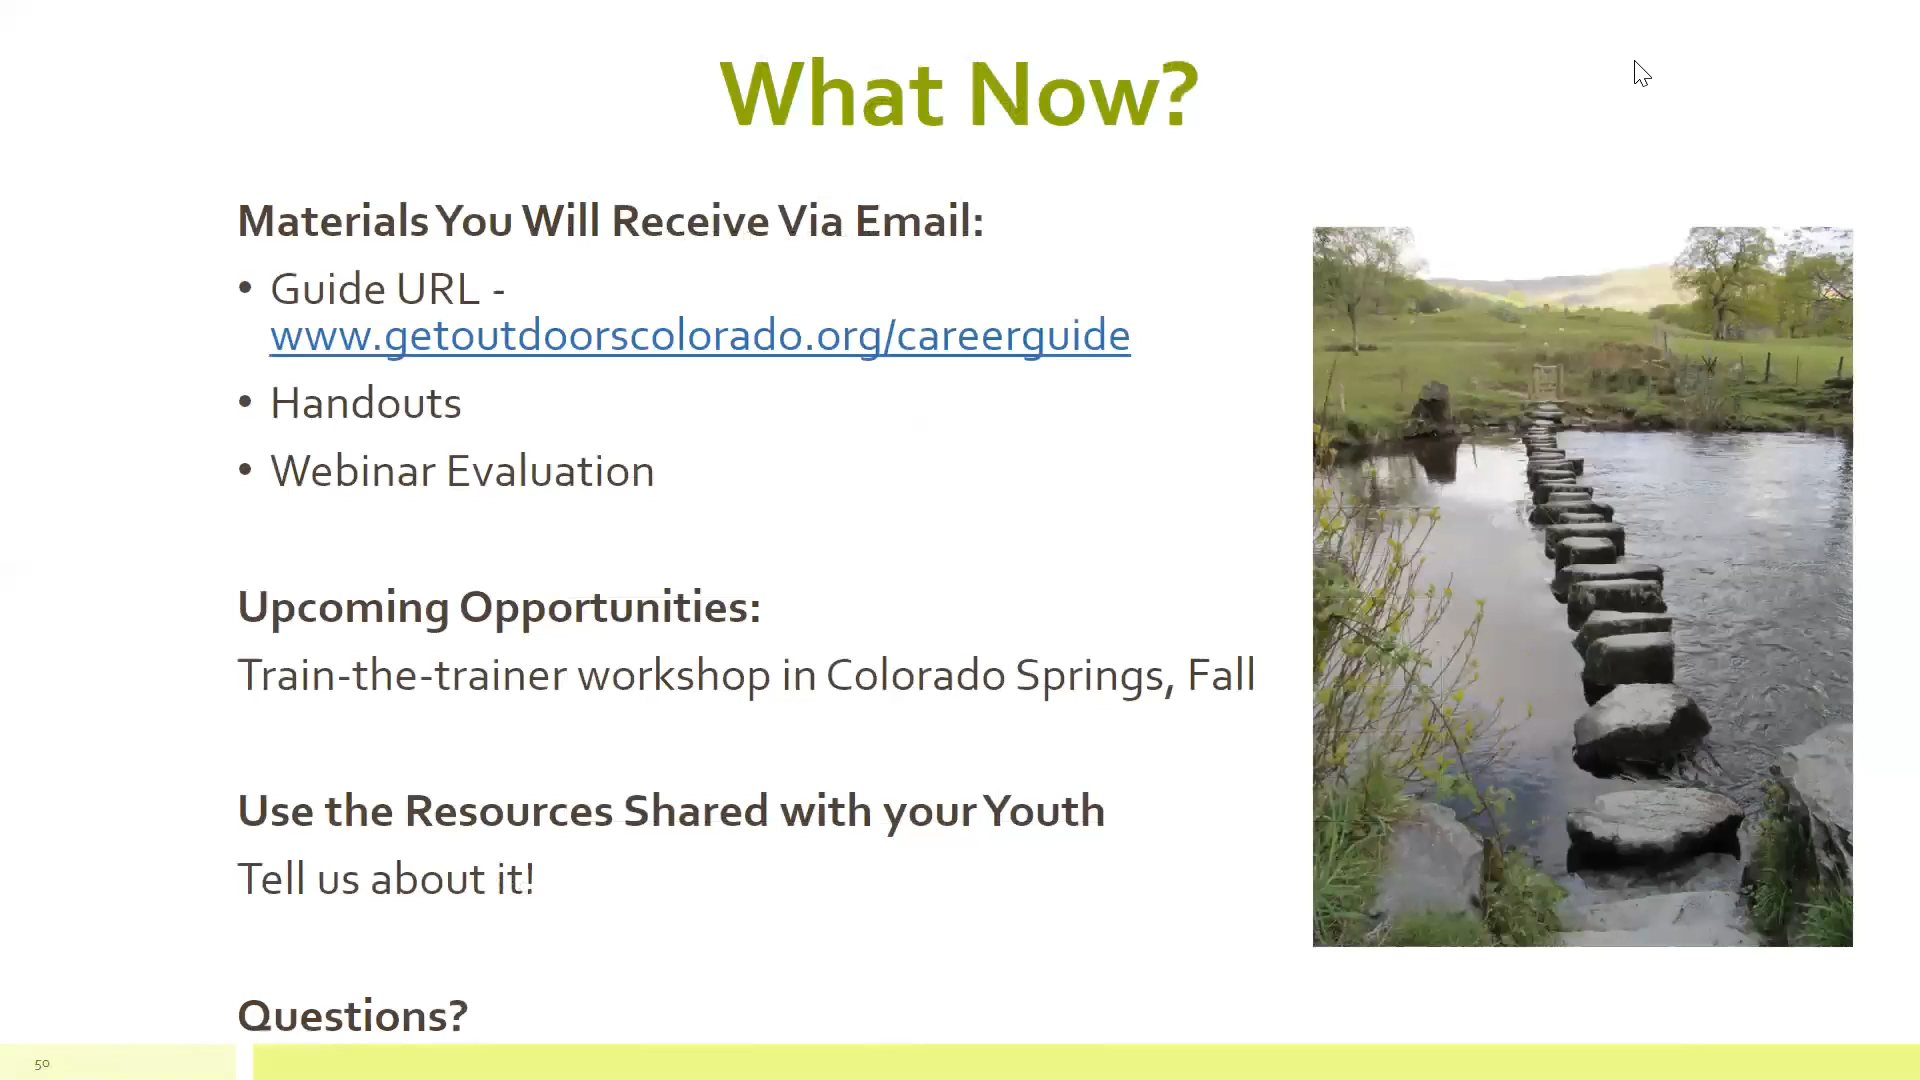 What Now?
Materials You Will Receive Via Email:
• Guide URL -
www.getoutdoorscolorado.org/careerguide
• Handouts
• Webinar Evaluation
Upcoming Opportunities:
Train-the-trainer workshop in Colorado Springs, Fall
Use the Resources Shared with your Youth
Tell us about it!
Questions?
50